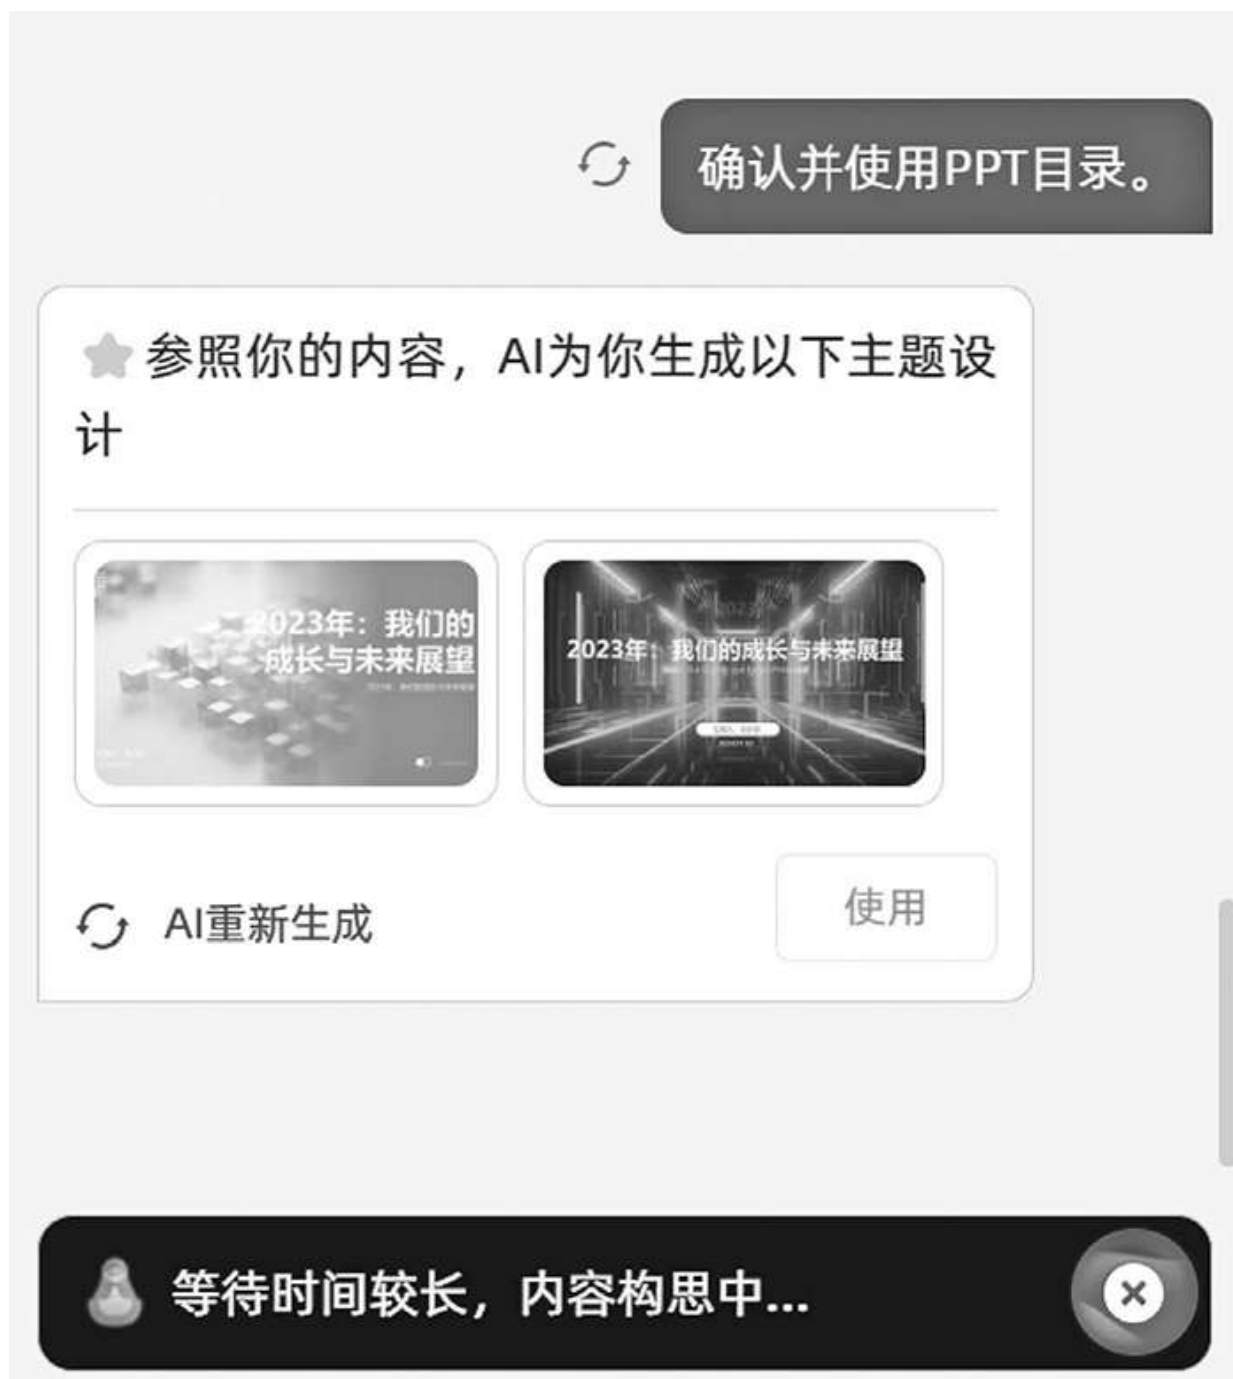 确认并使用PPT目录。
参照你的内容，AI为你生成以下主题设
计
2023年：我们的
成长与未来展望
2023年：我们的成长与未来展望
AI重新生成
使用
等待时间较长，内容构思中...